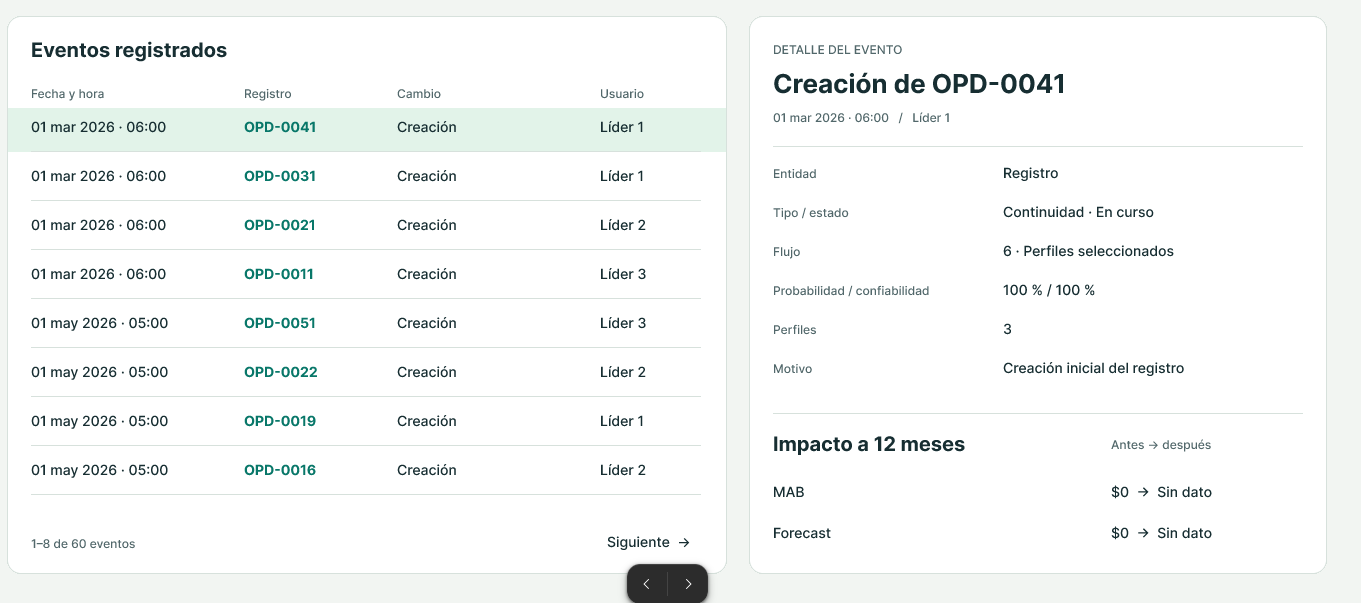 Eventos registrados
Fecha y hora Registro Cambio Usuario
01 mar 2026 · 06:00 OPD-0041 Creación Líder 1
01 mar 2026 · 06:00 OPD-0031 Creación Líder 1
01 mar 2026 · 06:00 OPD-0021 Creación Líder 2
01 mar 2026 · 06:00 OPD-0011 Creación Líder 3
01 may 2026 · 05:00 OPD-0051 Creación Líder 3
01 may 2026 · 05:00 OPD-0022 Creación Líder 2
01 may 2026 · 05:00 OPD-0019 Creación Líder 1
01 may 2026 · 05:00 OPD-0016 Creación Líder 2
1–8 de 60 eventos Siguiente →
DETALLE DEL EVENTO
Creación de OPD-0041
01 mar 2026 · 06:00 / Líder 1
Entidad Registro
Tipo / estado Continuidad · En curso
Flujo 6 · Perfiles seleccionados
Probabilidad / confiabilidad 100 % / 100 %
Perfiles 3
Motivo Creación inicial del registro
Impacto a 12 meses Antes → después
MAB $0 → Sin dato
Forecast $0 → Sin dato